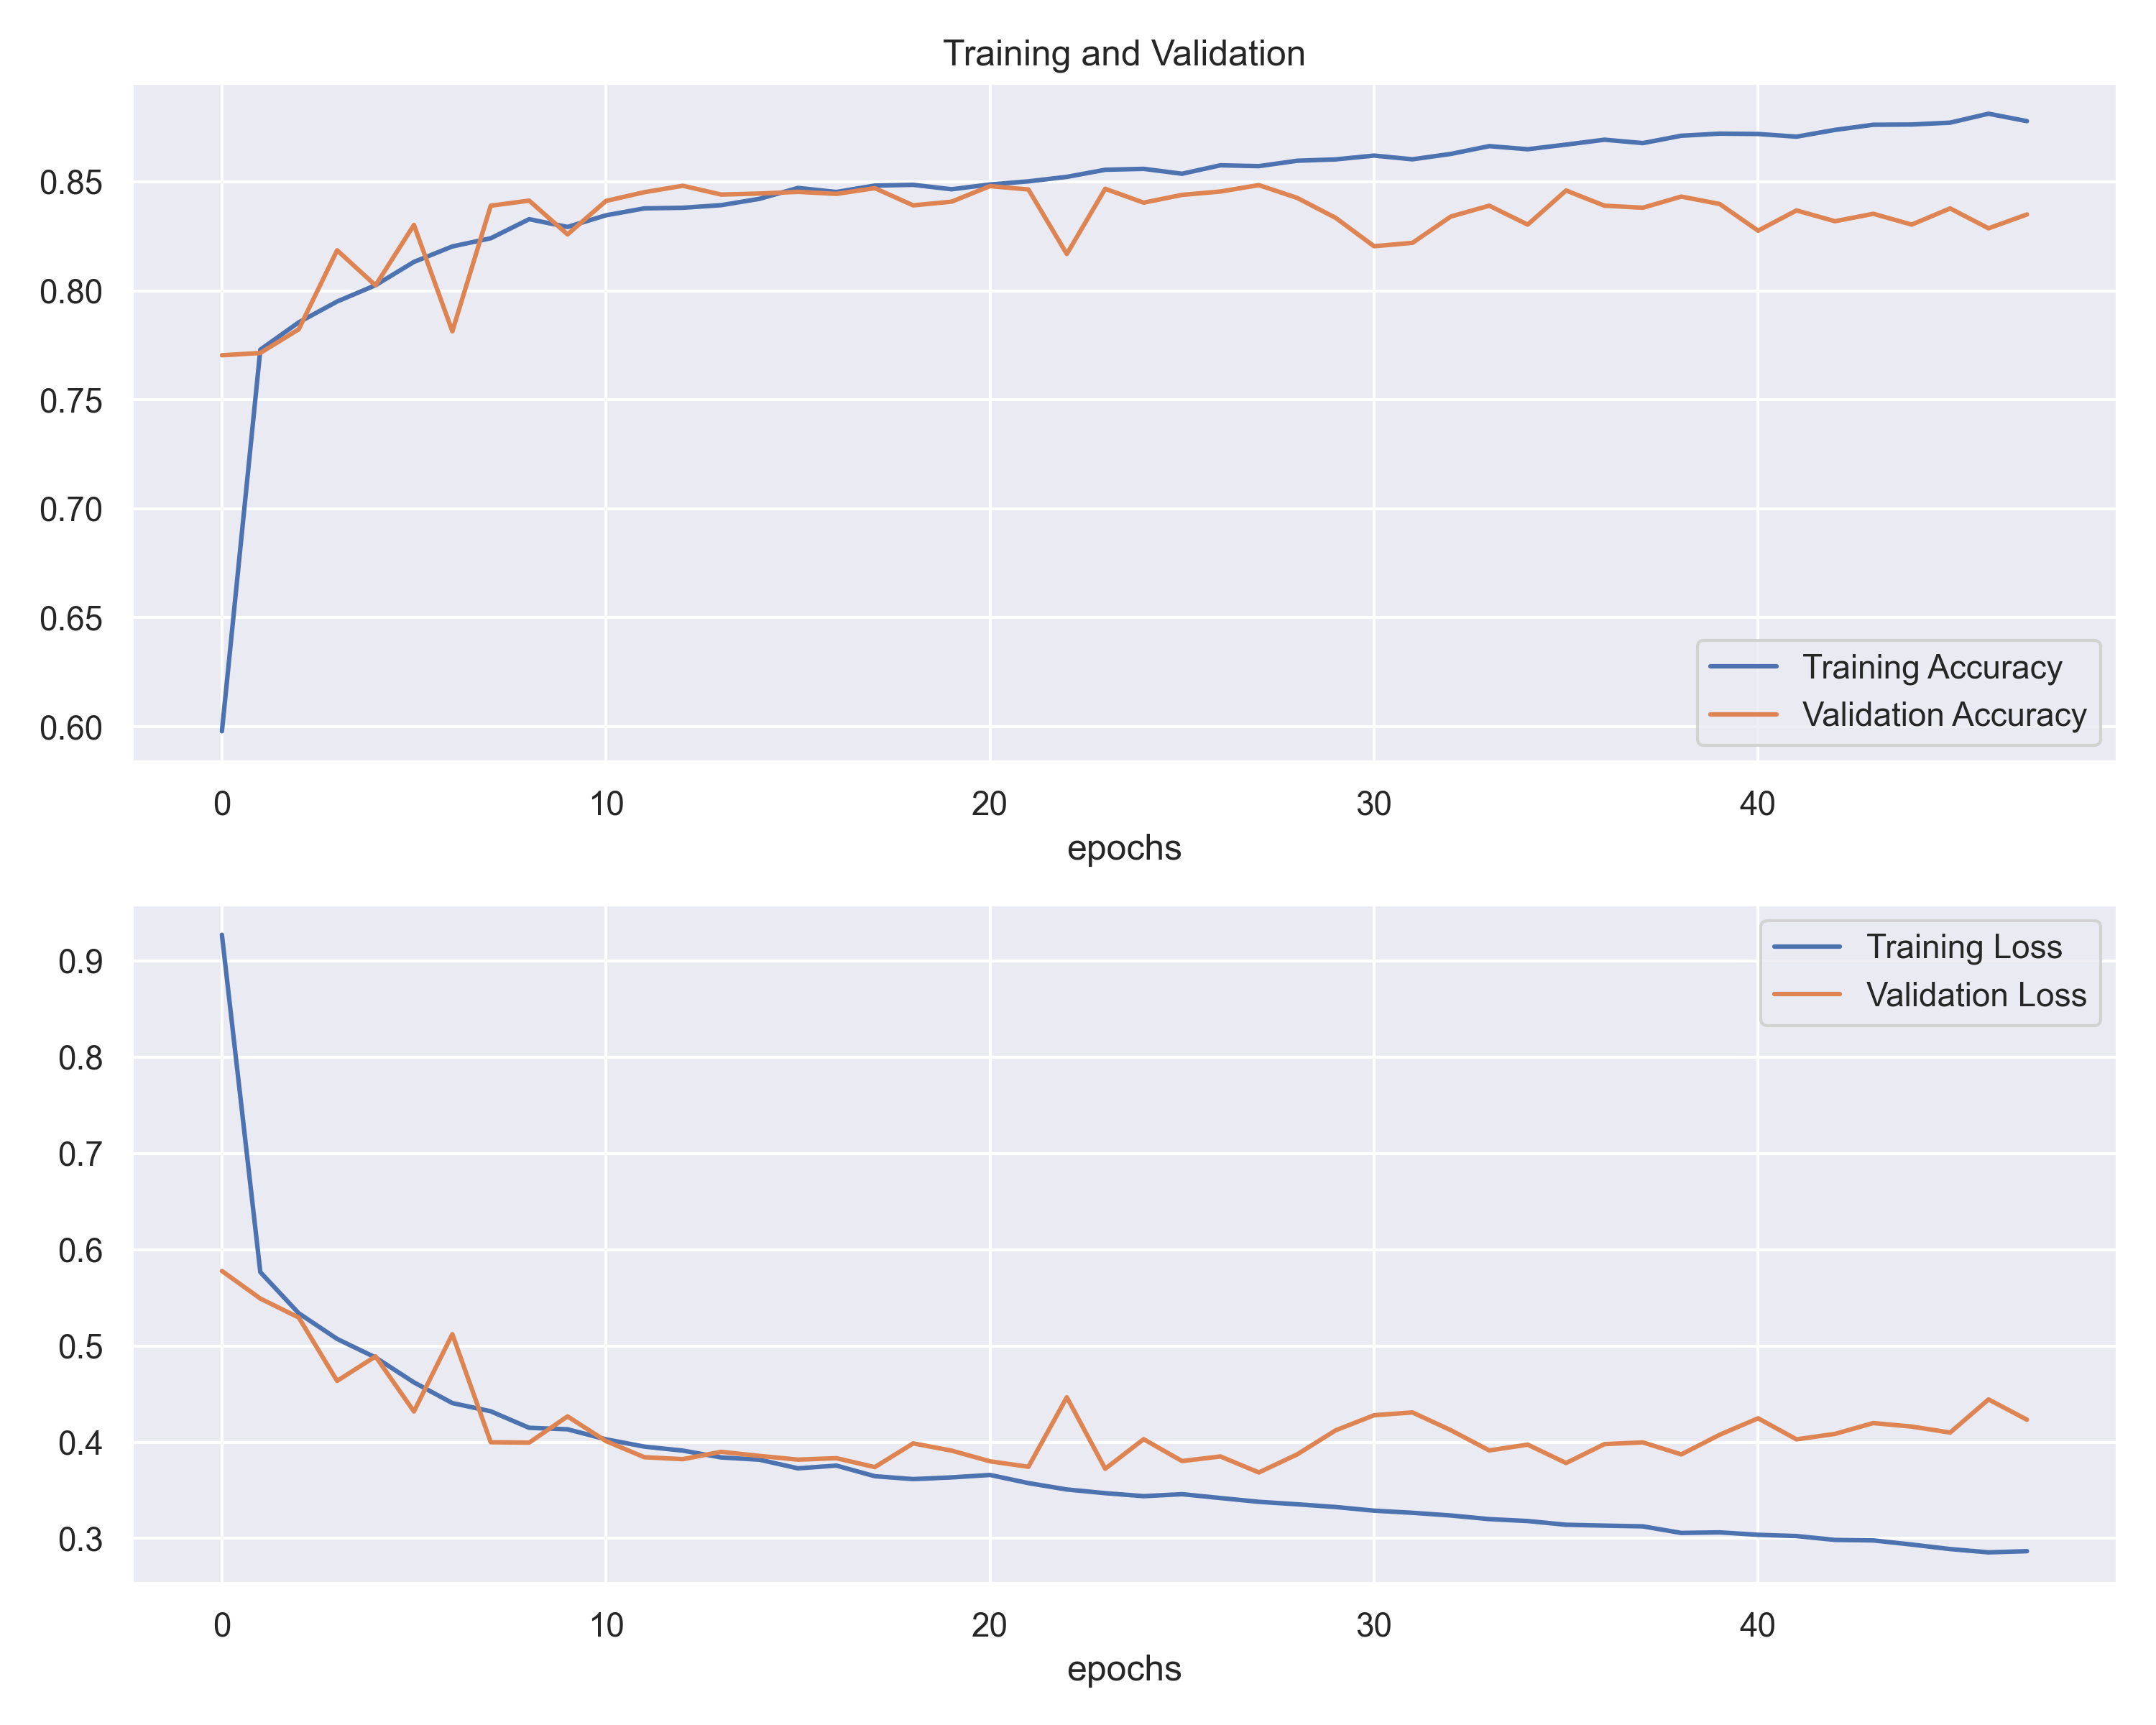 Training and Validation
0.85
0.80
0.75
0.70
0.65
0.60
Training Accuracy
Validation Accuracy
0 10 20 30 40
epochs
0.9
0.8
0.7
0.6
0.5
0.4
0.3
Training Loss
Validation Loss
0 10 20 30 40
epochs